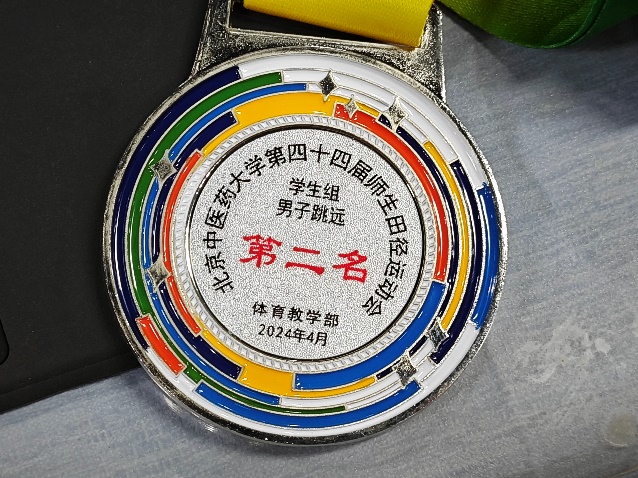 北京中医药大学第四十四届师生田径运动会
学生组
男子跳远
第二名
体育教学部
2024年4月